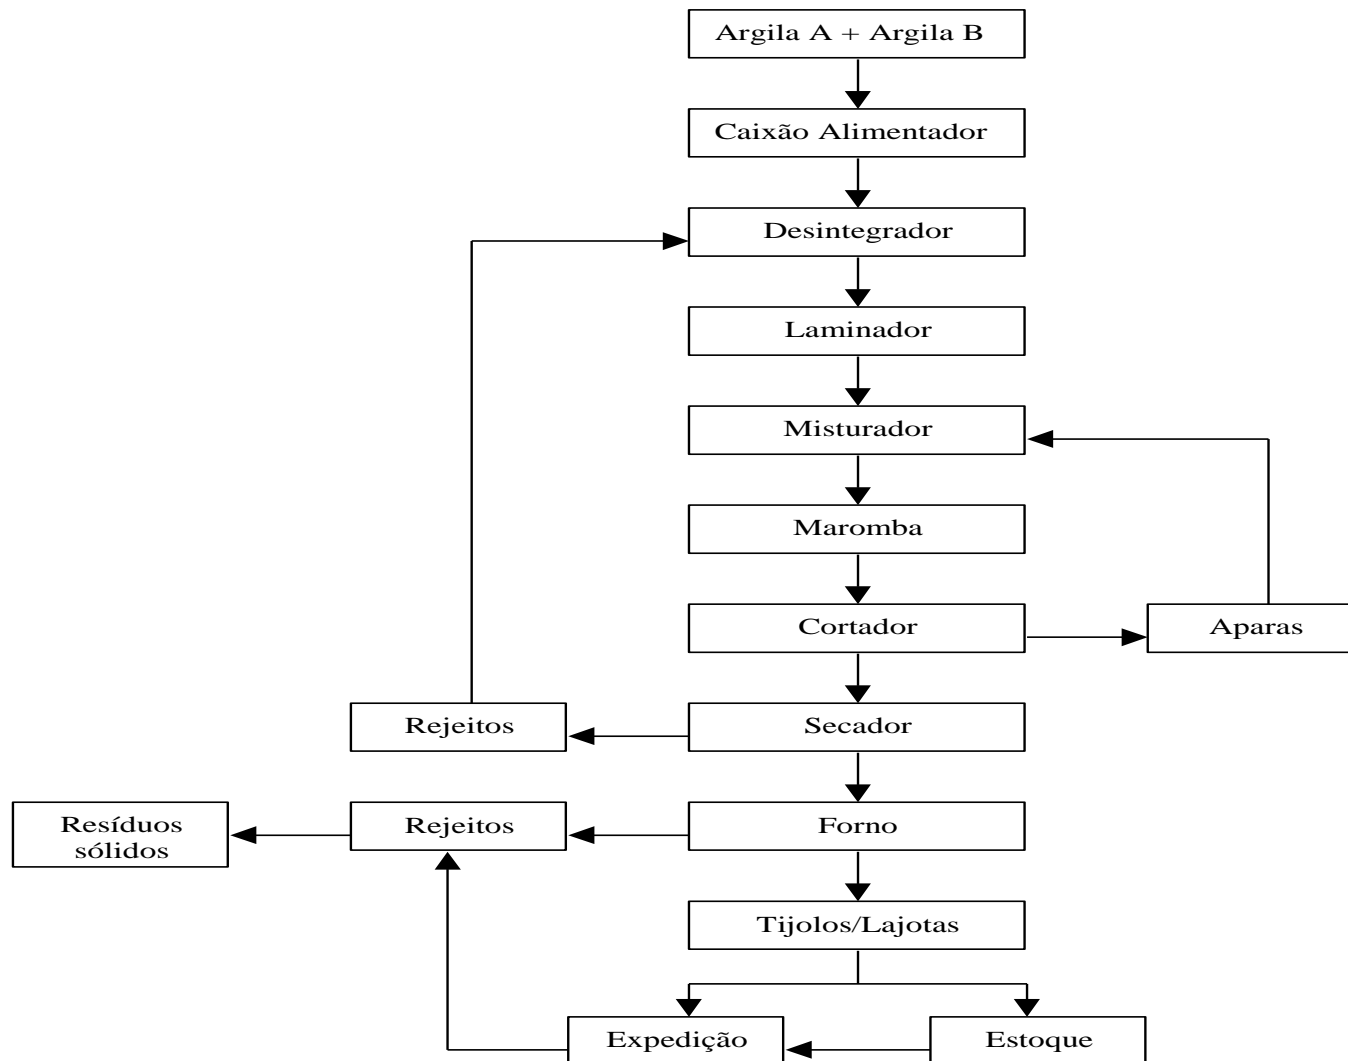 Argila A + Argila B
Caixão Alimentador
Desintegrador
Laminador
Misturador
Maromba
Cortador
Aparas
Rejeitos
Secador
Resíduos
sólidos
Rejeitos
Forno
Tijolos/Lajotas
Expedição
Estoque